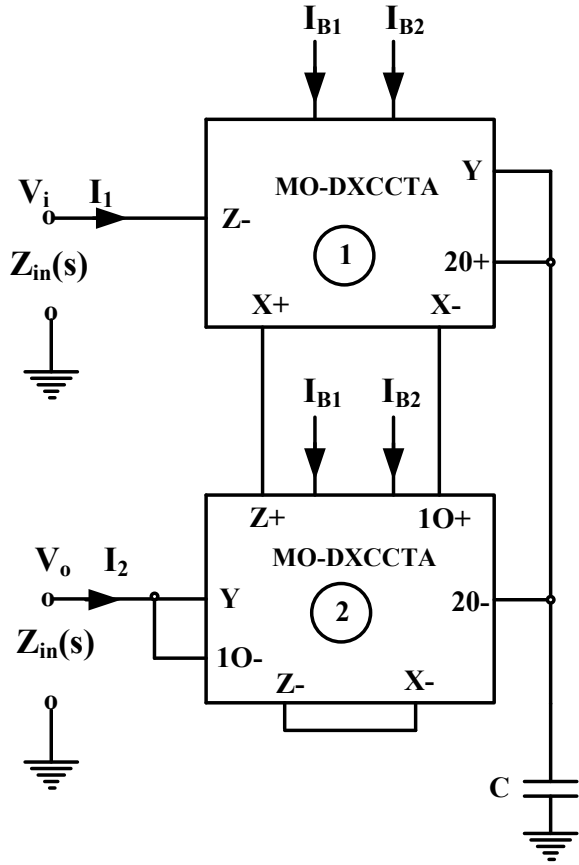 I_B1 I_B2
Y
MO-DXCCTA
V_i I_1
Z-
Z_in(s)
1
20+
X+ X-
I_B1 I_B2
Z+ 1O+
MO-DXCCTA
V_o I_2
Y
2
20-
Z_in(s)
1O-
Z- X-
C